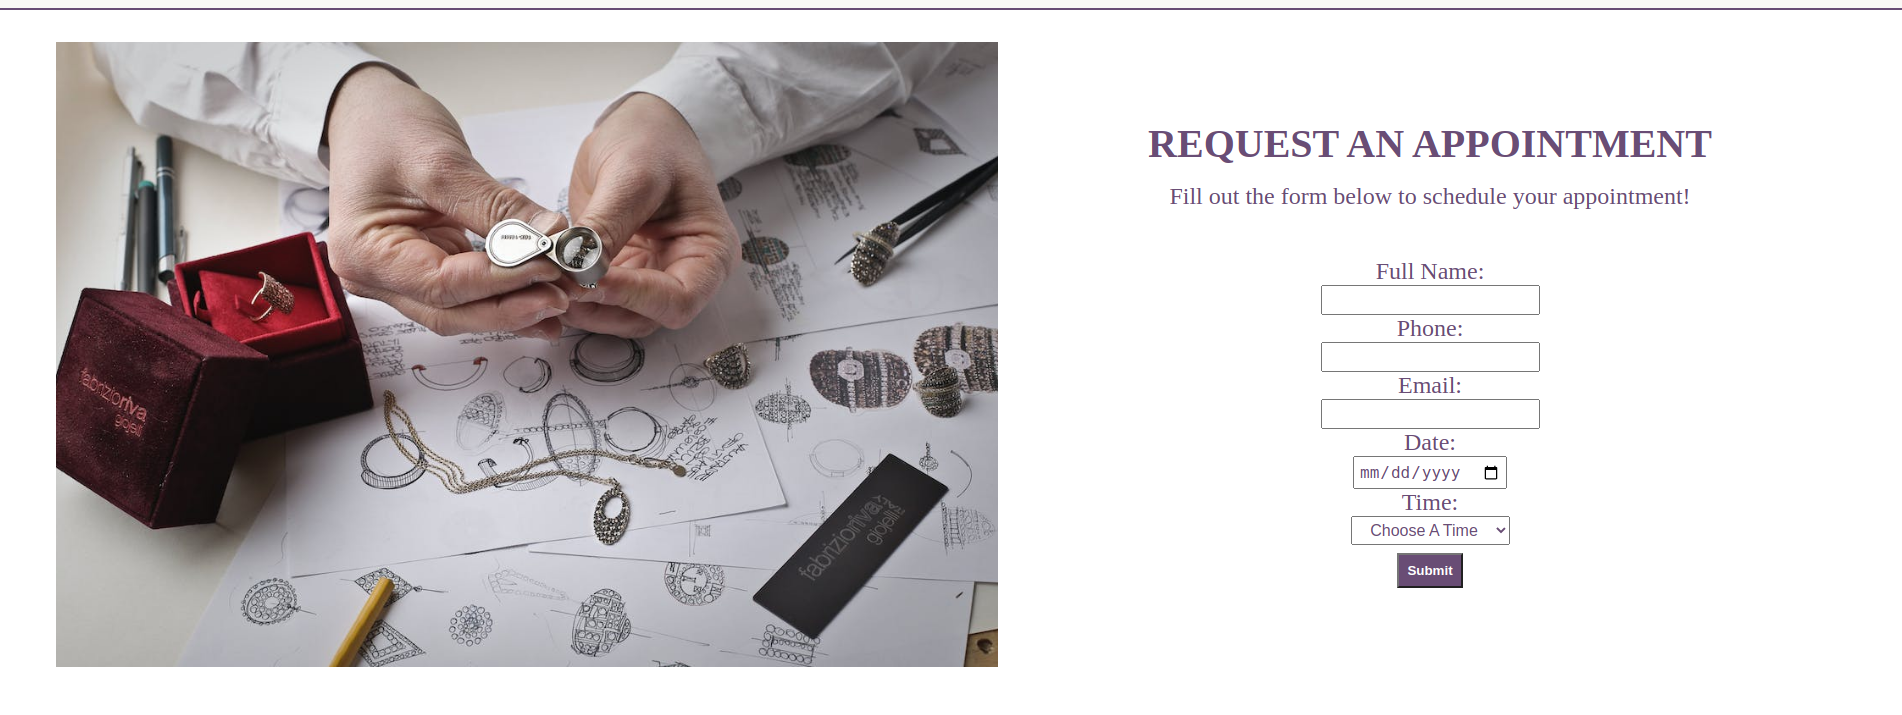 fabrizioriva
gioielli
fabrizioriva
gioielli
REQUEST AN APPOINTMENT
Fill out the form below to schedule your appointment!
Full Name:
Phone:
Email:
Date:
mm/dd/yyyy
Time:
Choose A Time
Submit